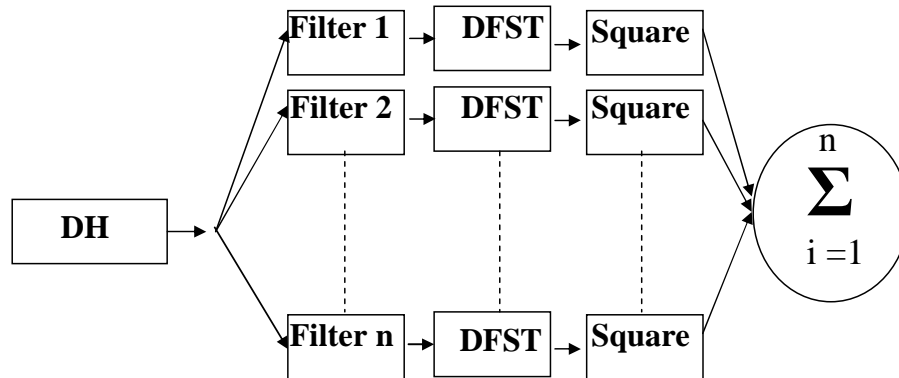 Filter 1 DFST Square
Filter 2 DFST Square
n
Σ
i =1
DH
Filter n DFST Square